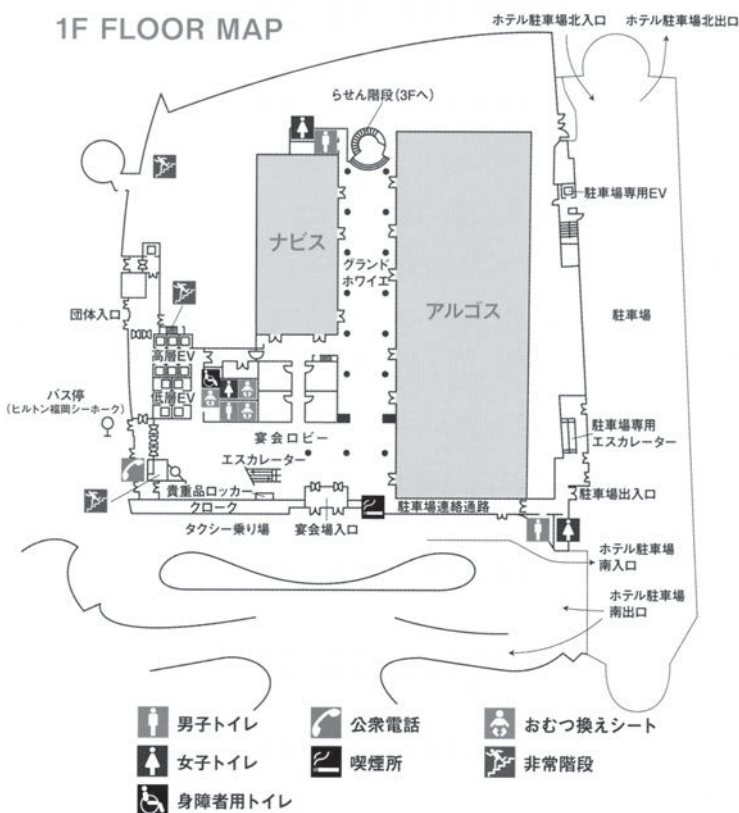 1F FLOOR MAP
ホテル駐車場北入口
ホテル駐車場北出口
らせん階段(3Fへ)
駐車場専用EV
ナビス
グランド
ホワイエ
アルゴス
駐車場
団体入口
高層EV
低層EV
バス停
(ヒルトン福岡シーホーク)
宴会ロビー
エスカレーター
駐車場専用
エスカレーター
貴重品ロッカー
クローク
駐車場連絡通路
駐車場出入口
タクシー乗り場
宴会場入口
ホテル駐車場
南入口
ホテル駐車場
南出口
男子トイレ
公衆電話
おむつ換えシート
女子トイレ
喫煙所
非常階段
身障者用トイレ